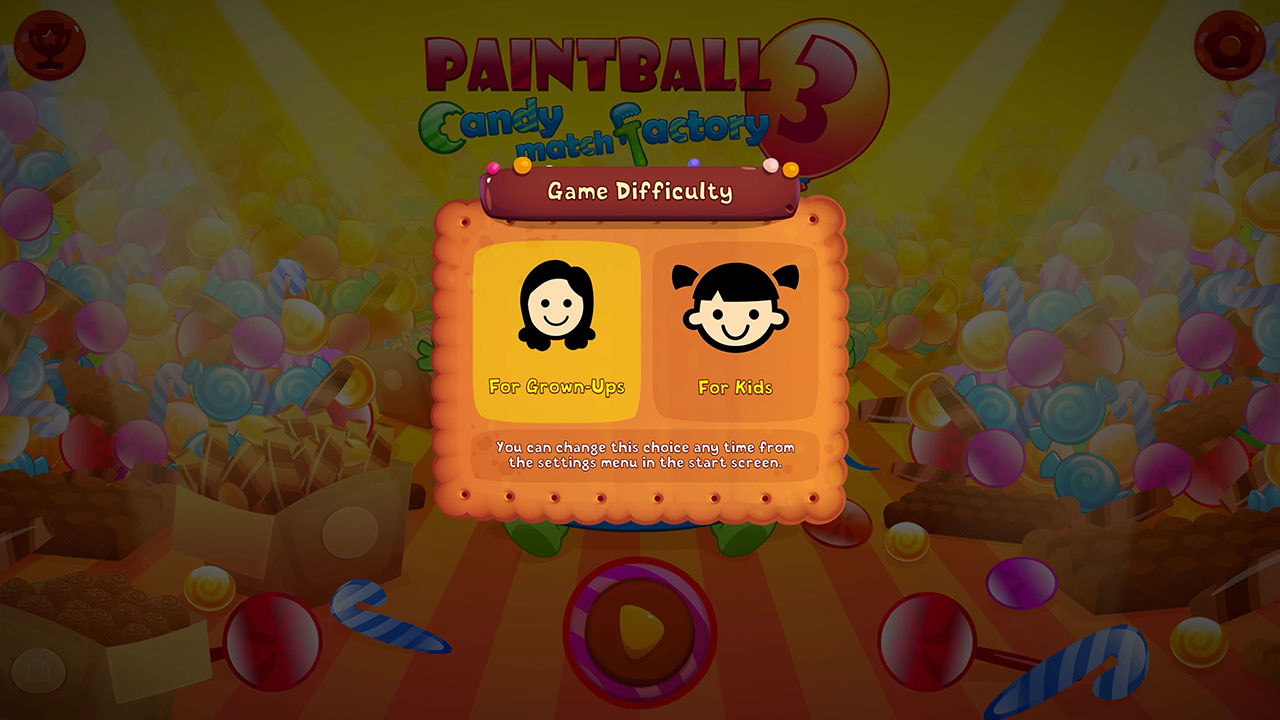 PAINTBALL 3
Candy
match Factory
Game Difficulty
For Grown-Ups
For Kids
You can change this choice any time from
the settings menu in the start screen.